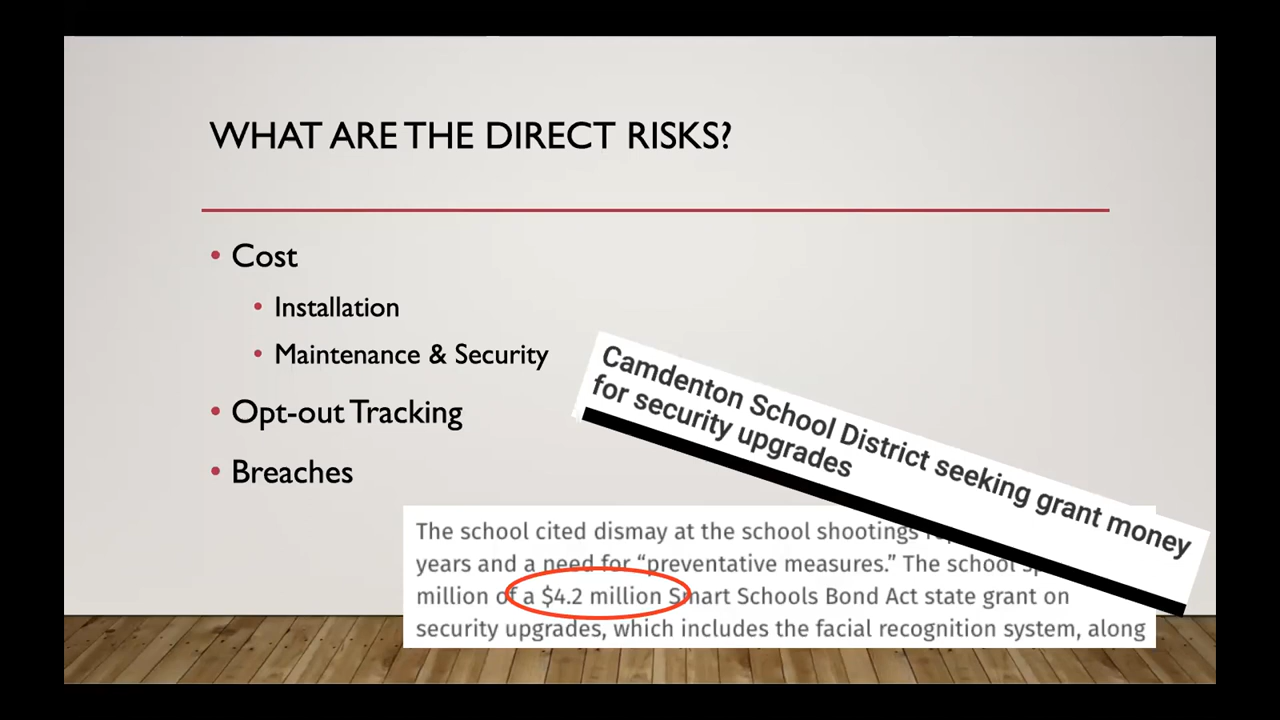 WHAT ARE THE DIRECT RISKS?
• Cost
• Installation
• Maintenance & Security
• Opt-out Tracking
• Breaches
Camdenton School District seeking grant money
for security upgrades
The school cited dismay at the school shootings
years and a need for “preventative measures.” The school
million of a $4.2 million Smart Schools Bond Act state grant on
security upgrades, which includes the facial recognition system, along